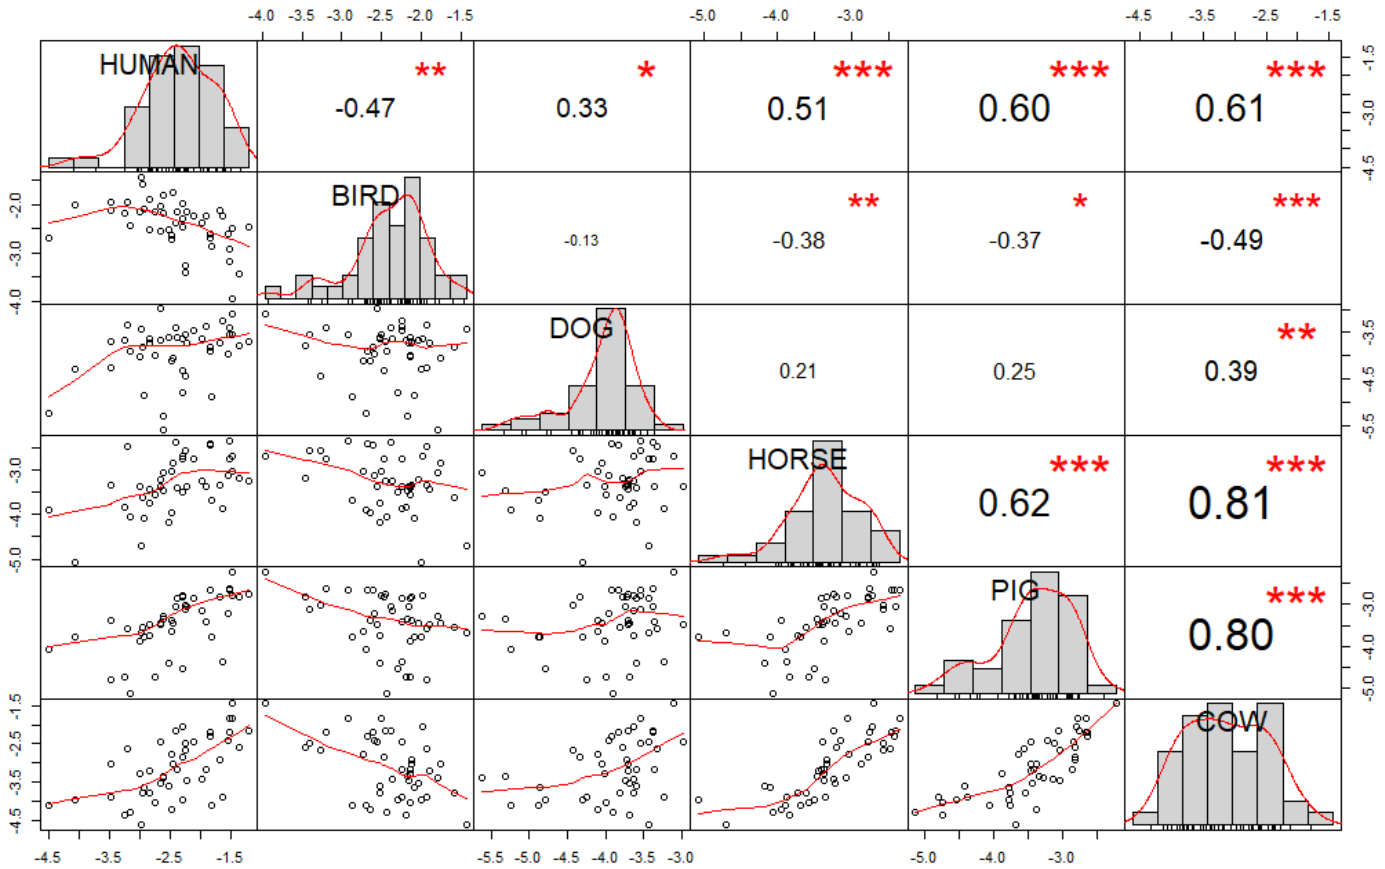 -4.0 -3.5 -3.0 -2.5 -2.0 -1.5 -5.0 -4.0 -3.0 -4.5 -3.5 -2.5 -1.5
HUMAN ** * *** *** ***
-0.47 0.33 0.51 0.60 0.61
-1.5 -3.0 -4.5
BIRD ** * ***
-0.13 -0.38 -0.37 -0.49
-2.0 -3.0 -4.0
DOG **
0.21 0.25 0.39
-3.5 -4.5 -5.5
HORSE *** ***
0.62 0.81
-3.0 -4.0 -5.0
PIG ***
0.80
-3.0 -4.0 -5.0
COW
-1.5 -2.5 -3.5 -4.5
-4.5 -3.5 -2.5 -1.5 -5.5 -5.0 -4.5 -4.0 -3.5 -3.0 -5.0 -4.0 -3.0